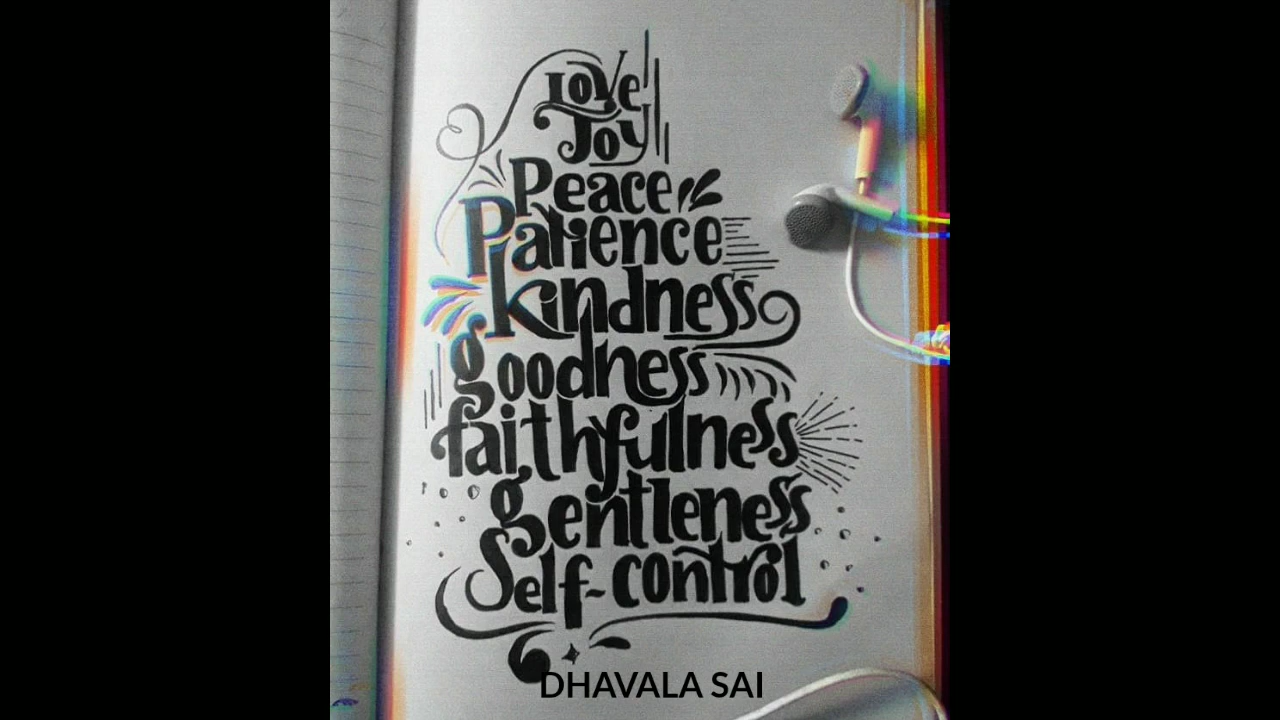 Love
Joy
Peace
Patience
kindness
goodness
faithfulness
gentleness
Self-control
DHAVALA SAI